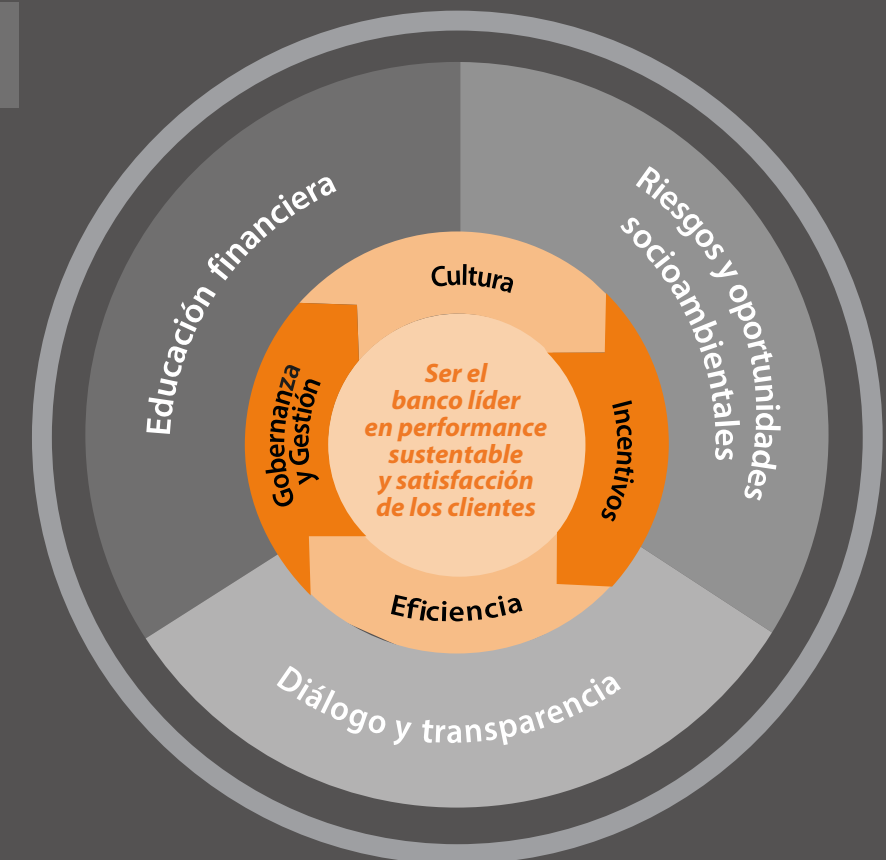 Educación financiera
Riesgos y oportunidades
socioambientales
Cultura
Gobernanza
y Gestión
Incentivos
Ser el
banco líder
en performance
sustentable
y satisfacción
de los clientes
Eficiencia
Diálogo y transparencia